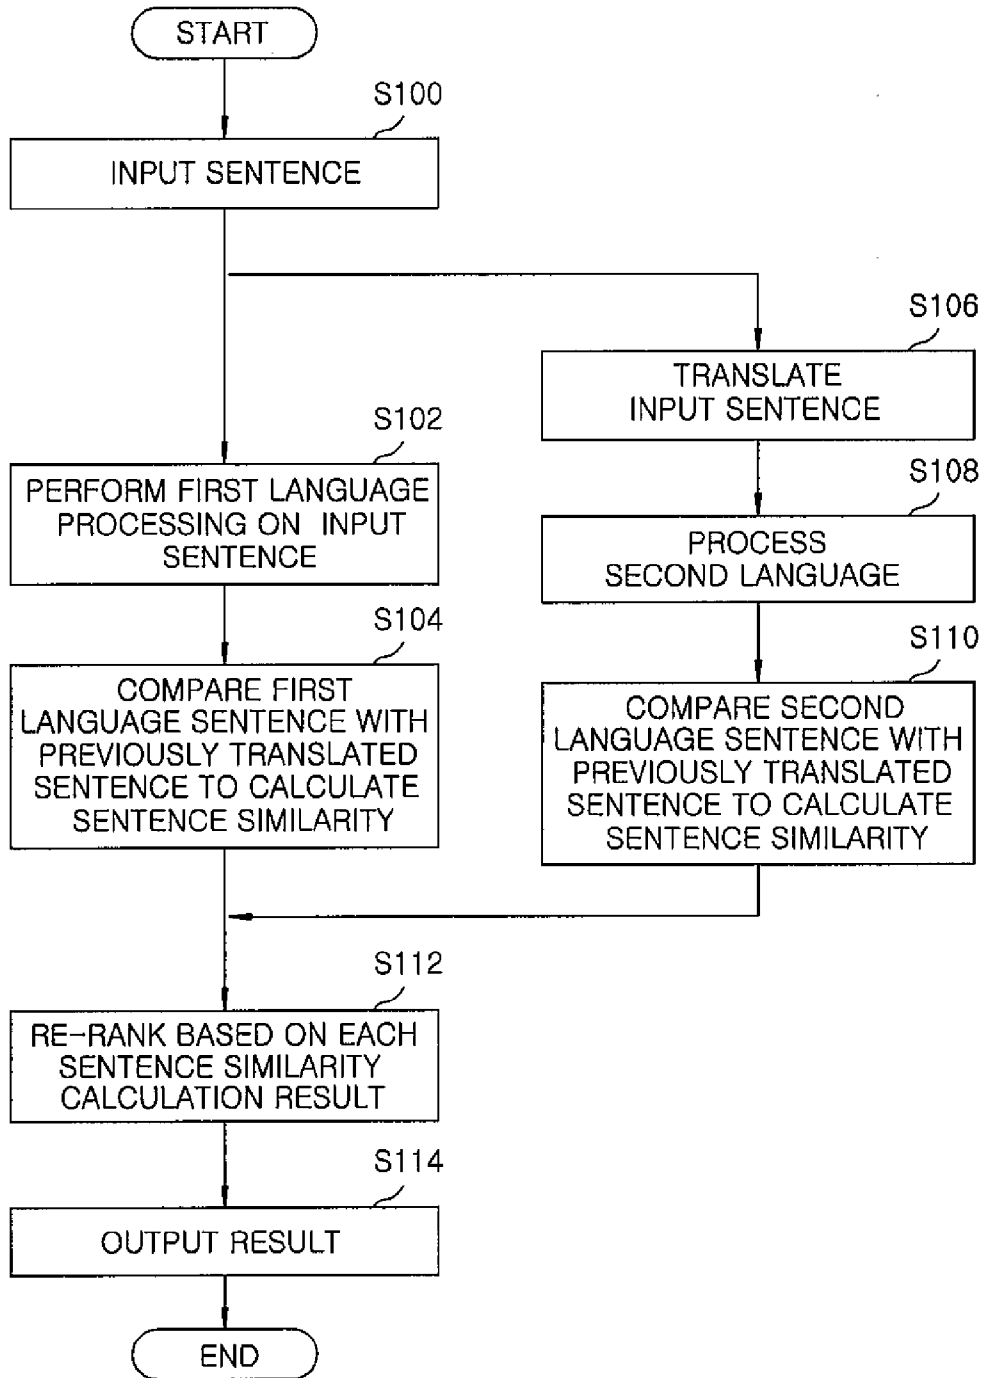 START
S100
INPUT SENTENCE
S106
TRANSLATE
INPUT SENTENCE
S102
PERFORM FIRST LANGUAGE
PROCESSING ON INPUT
SENTENCE
S108
PROCESS
SECOND LANGUAGE
S104
COMPARE FIRST
LANGUAGE SENTENCE WITH
PREVIOUSLY TRANSLATED
SENTENCE TO CALCULATE
SENTENCE SIMILARITY
S110
COMPARE SECOND
LANGUAGE SENTENCE WITH
PREVIOUSLY TRANSLATED
SENTENCE TO CALCULATE
SENTENCE SIMILARITY
S112
RE-RANK BASED ON EACH
SENTENCE SIMILARITY
CALCULATION RESULT
S114
OUTPUT RESULT
END